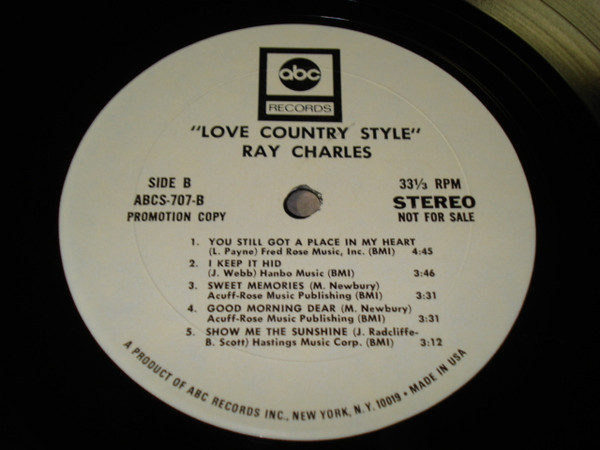 abc
RECORDS
"LOVE COUNTRY STYLE"
RAY CHARLES
SIDE B
ABCS-707-B
PROMOTION COPY
33⅓ RPM
STEREO
NOT FOR SALE
1. YOU STILL GOT A PLACE IN MY HEART
(L. Payne) Fred Rose Music, Inc. (BMI) 4:45
2. I KEEP IT HID
(J. Webb) Hanbo Music (BMI) 3:46
3. SWEET MEMORIES (M. Newbury)
Acuff-Rose Music Publishing (BMI) 3:31
4. GOOD MORNING DEAR (M. Newbury)
Acuff-Rose Music Publishing (BMI) 3:31
5. SHOW ME THE SUNSHINE (J. Radcliffe-
B. Scott) Hastings Music Corp. (BMI) 3:12
A PRODUCT OF ABC RECORDS INC., NEW YORK, N.Y. 10019 • MADE IN USA